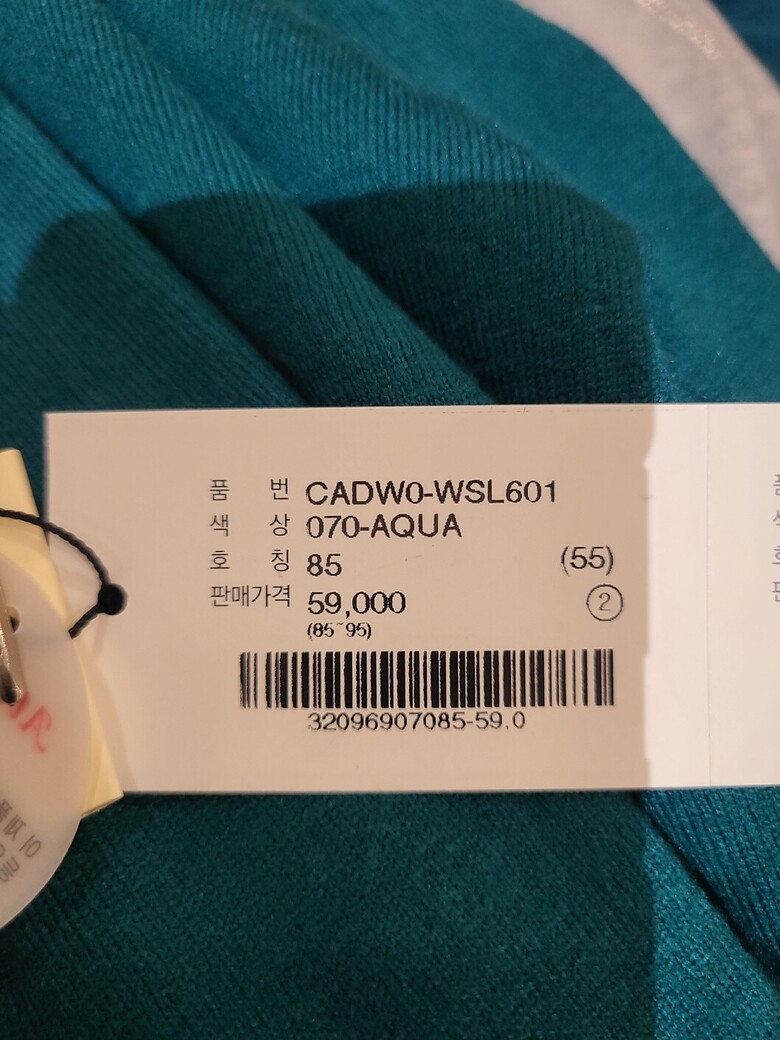 품 번 CADW0-WSL601
색 상 070-AQUA
호 칭 85 (55)
판매가격 59,000 ②
(85~95)
32096907085-59.0